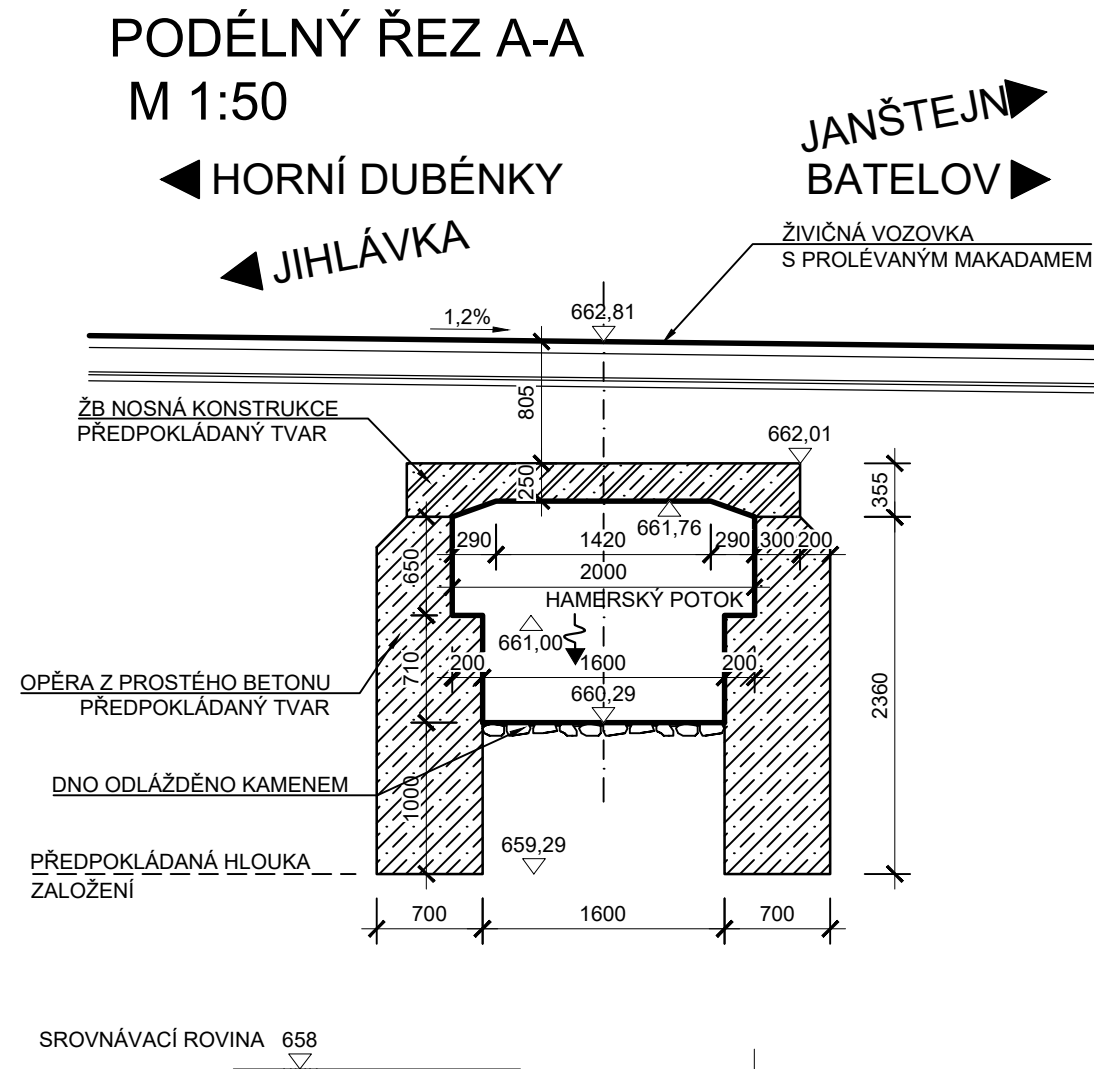 PODÉLNÝ ŘEZ A-A
M 1:50
HORNÍ DUBÉNKY
JANŠTEJN
BATELOV
JIHLÁVKA
ŽIVIČNÁ VOZOVKA
S PROLÉVANÝM MAKADAMEM
1,2%
662,81
805
ŽB NOSNÁ KONSTRUKCE
PŘEDPOKLÁDANÝ TVAR
662,01
250
355
661,76
290
1420
290
300
200
650
2000
HAMERSKÝ POTOK
661,00
200
1600
200
710
660,29
OPĚRA Z PROSTÉHO BETONU
PŘEDPOKLÁDANÝ TVAR
2360
DNO ODLÁŽDĚNO KAMENEM
1000
659,29
PŘEDPOKLÁDANÁ HLOUKA
ZALOŽENÍ
700
1600
700
SROVNÁVACÍ ROVINA 658